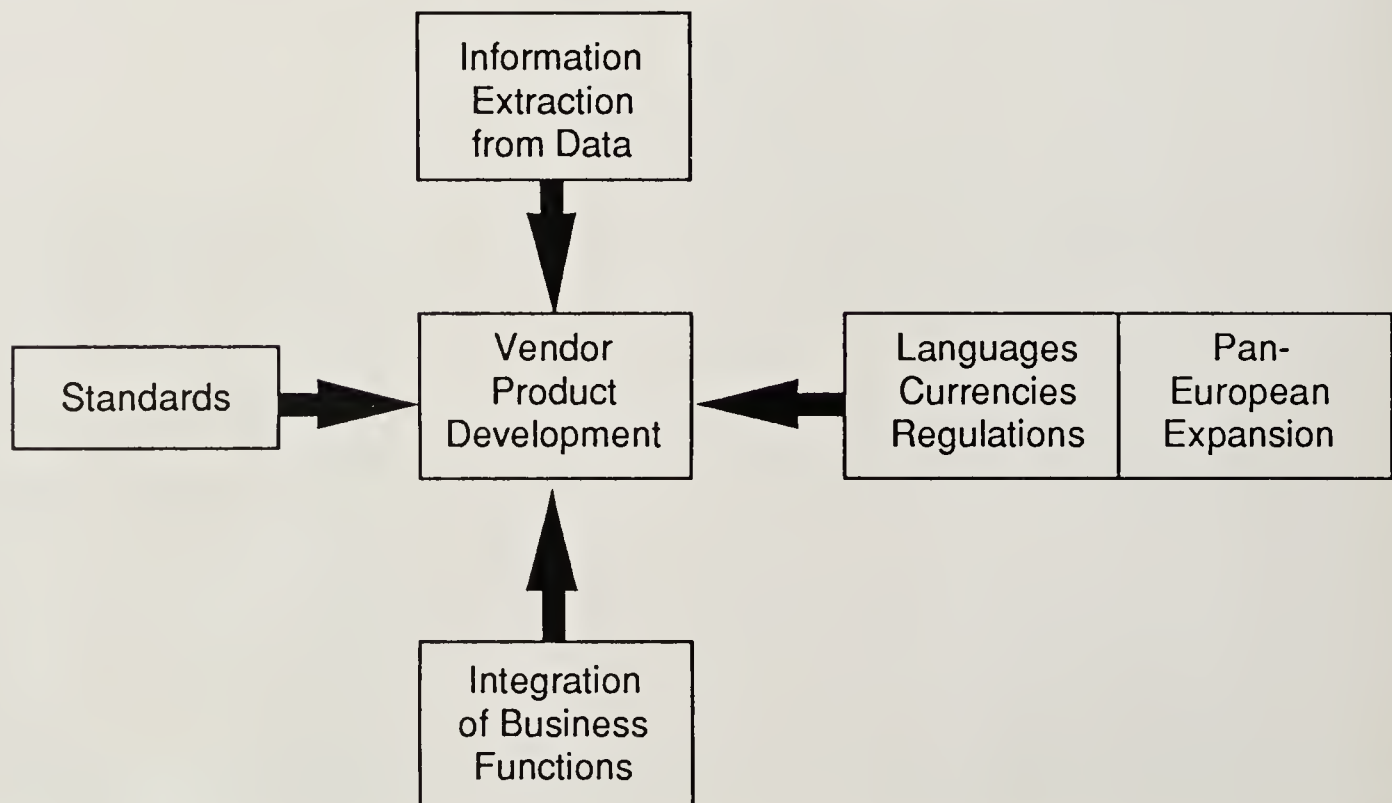 Information
Extraction
from Data
Vendor
Product
Development
Standards
Languages
Currencies
Regulations
Pan-
European
Expansion
Integration
of Business
Functions